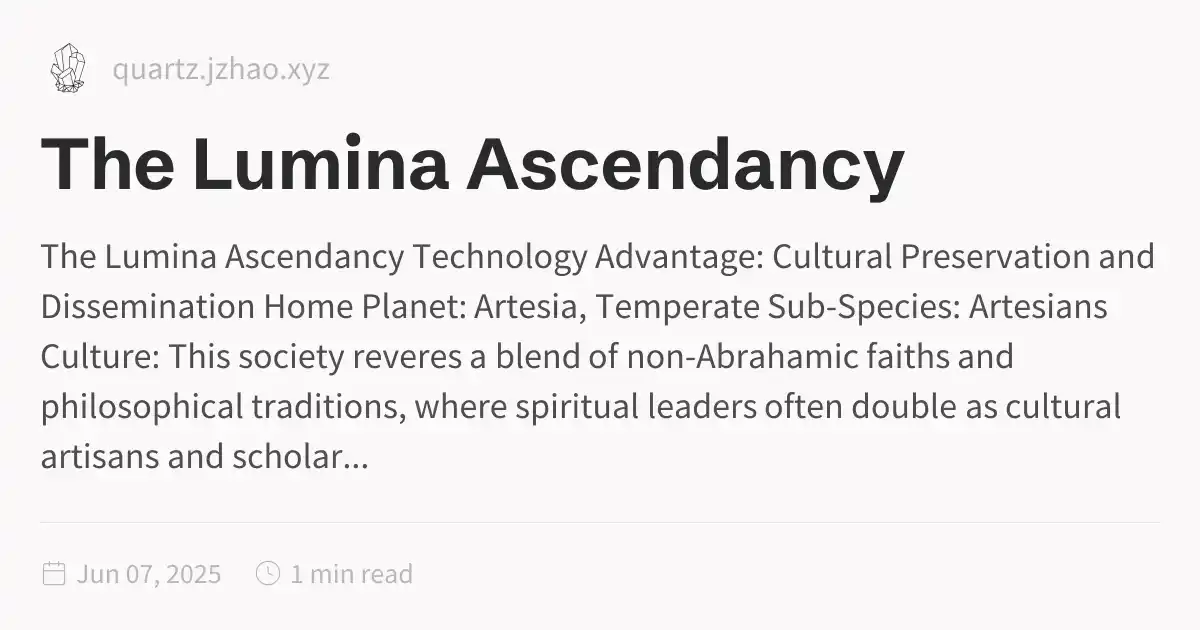 quartz.jzhao.xyz
The Lumina Ascendancy
The Lumina Ascendancy Technology Advantage: Cultural Preservation and
Dissemination Home Planet: Artesia, Temperate Sub-Species: Artesians
Culture: This society reveres a blend of non-Abrahamic faiths and
philosophical traditions, where spiritual leaders often double as cultural
artisans and scholar...
Jun 07, 2025 1 min read